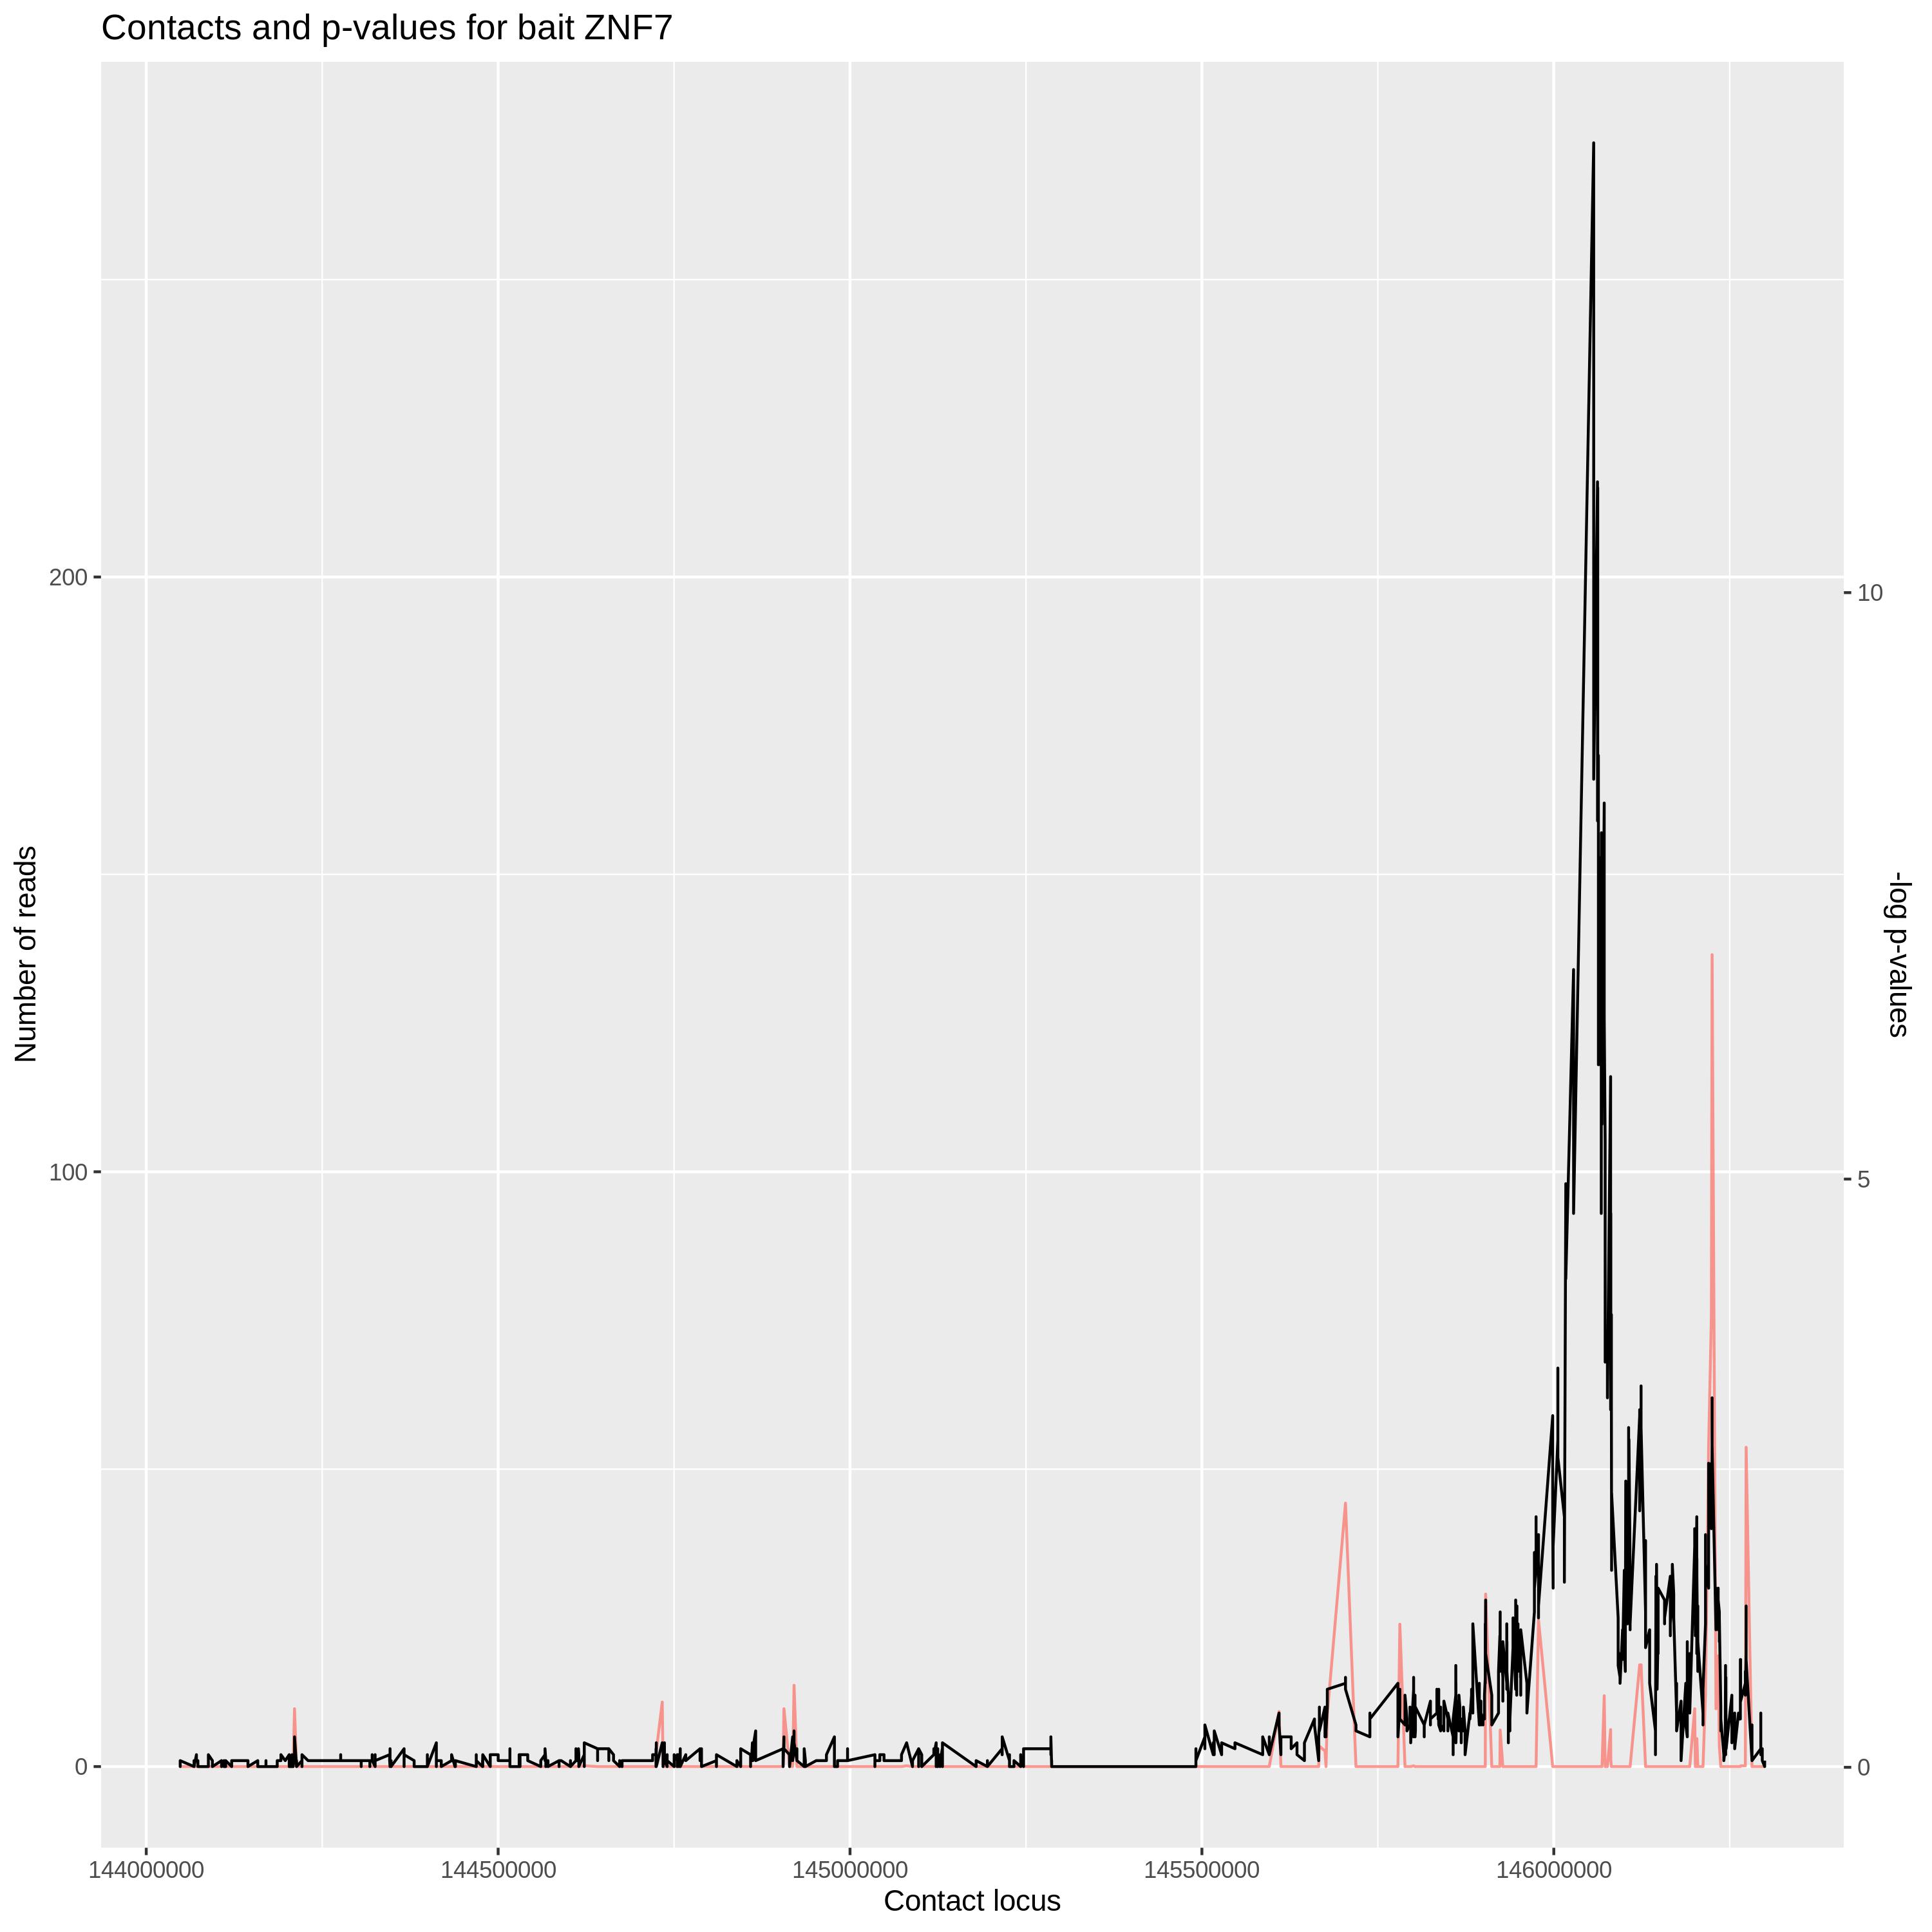 Contacts and p-values for bait ZNF7
Number of reads
200
100
0
10
5
0
-log p-values
144000000
144500000
145000000
145500000
146000000
Contact locus